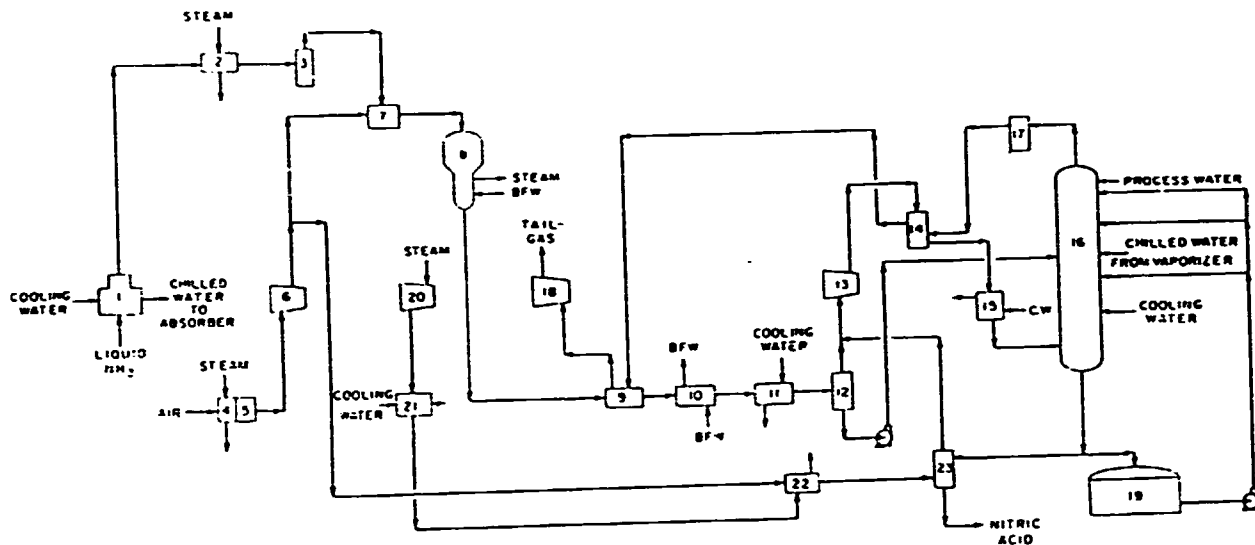 STEAM
2
3
7
8
STEAM
BFW
17
PROCESS WATER
14
16
CHILLED WATER
FROM VAPORIZER
COOLING
WATER
1
CHILLED
WATER
TO
ABSORBER
LIQUID
NH3
6
STEAM
20
TAIL-
GAS
18
13
15
C.W
COOLING
WATER
STEAM
AIR
4
5
COOLING
WATER
21
9
BFW
10
BFW
COOLING
WATER
11
12
22
23
19
NITRIC
ACID